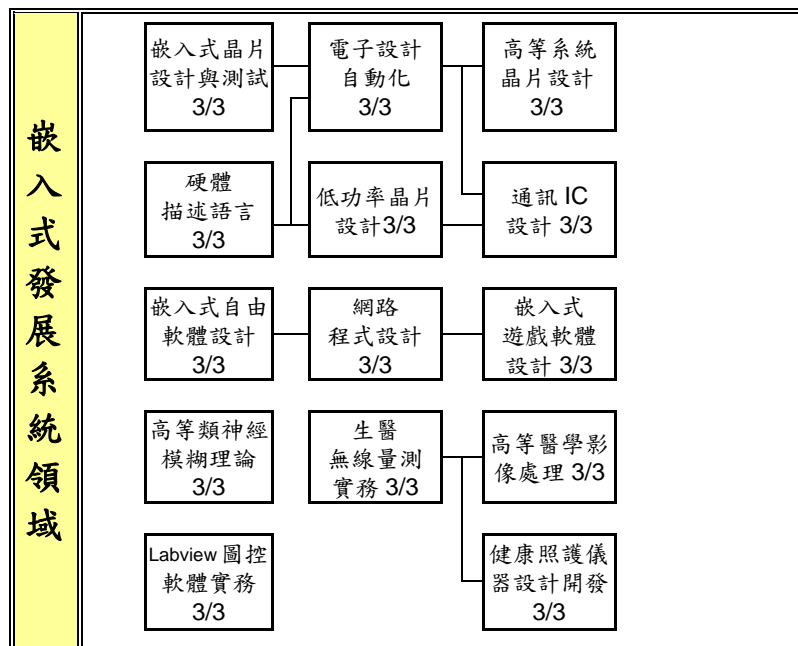 嵌入式發展系統領域
嵌入式晶片
設計與測試
3/3
電子設計
自動化
3/3
高等系統
晶片設計
3/3
硬體
描述語言
3/3
低功率晶片
設計3/3
通訊 IC
設計 3/3
嵌入式自由
軟體設計
3/3
網路
程式設計
3/3
嵌入式
遊戲軟體
設計 3/3
高等類神經
模糊理論
3/3
生醫
無線量測
實務 3/3
高等醫學影
像處理 3/3
Labview 圖控
軟體實務
3/3
健康照護儀
器設計開發
3/3